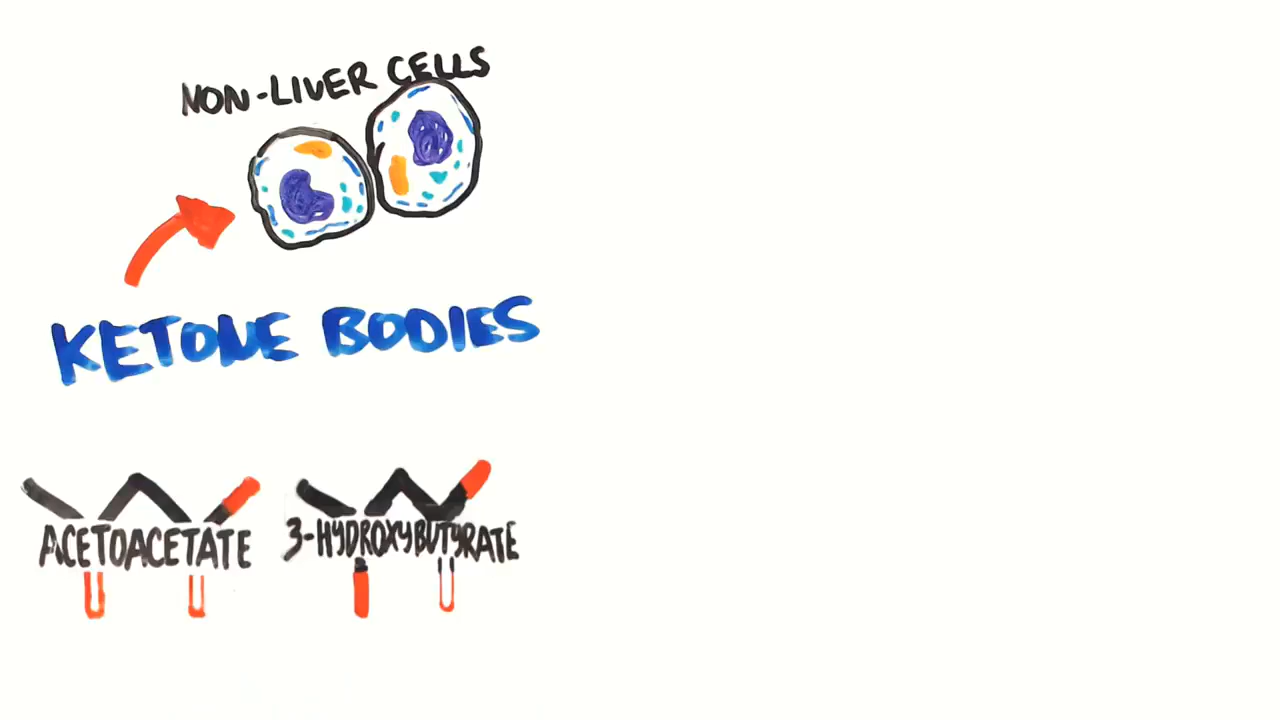 NON-LIVER CELLS
KETONE BODIES
ACETOACETATE
3-HYDROXYBUTYRATE